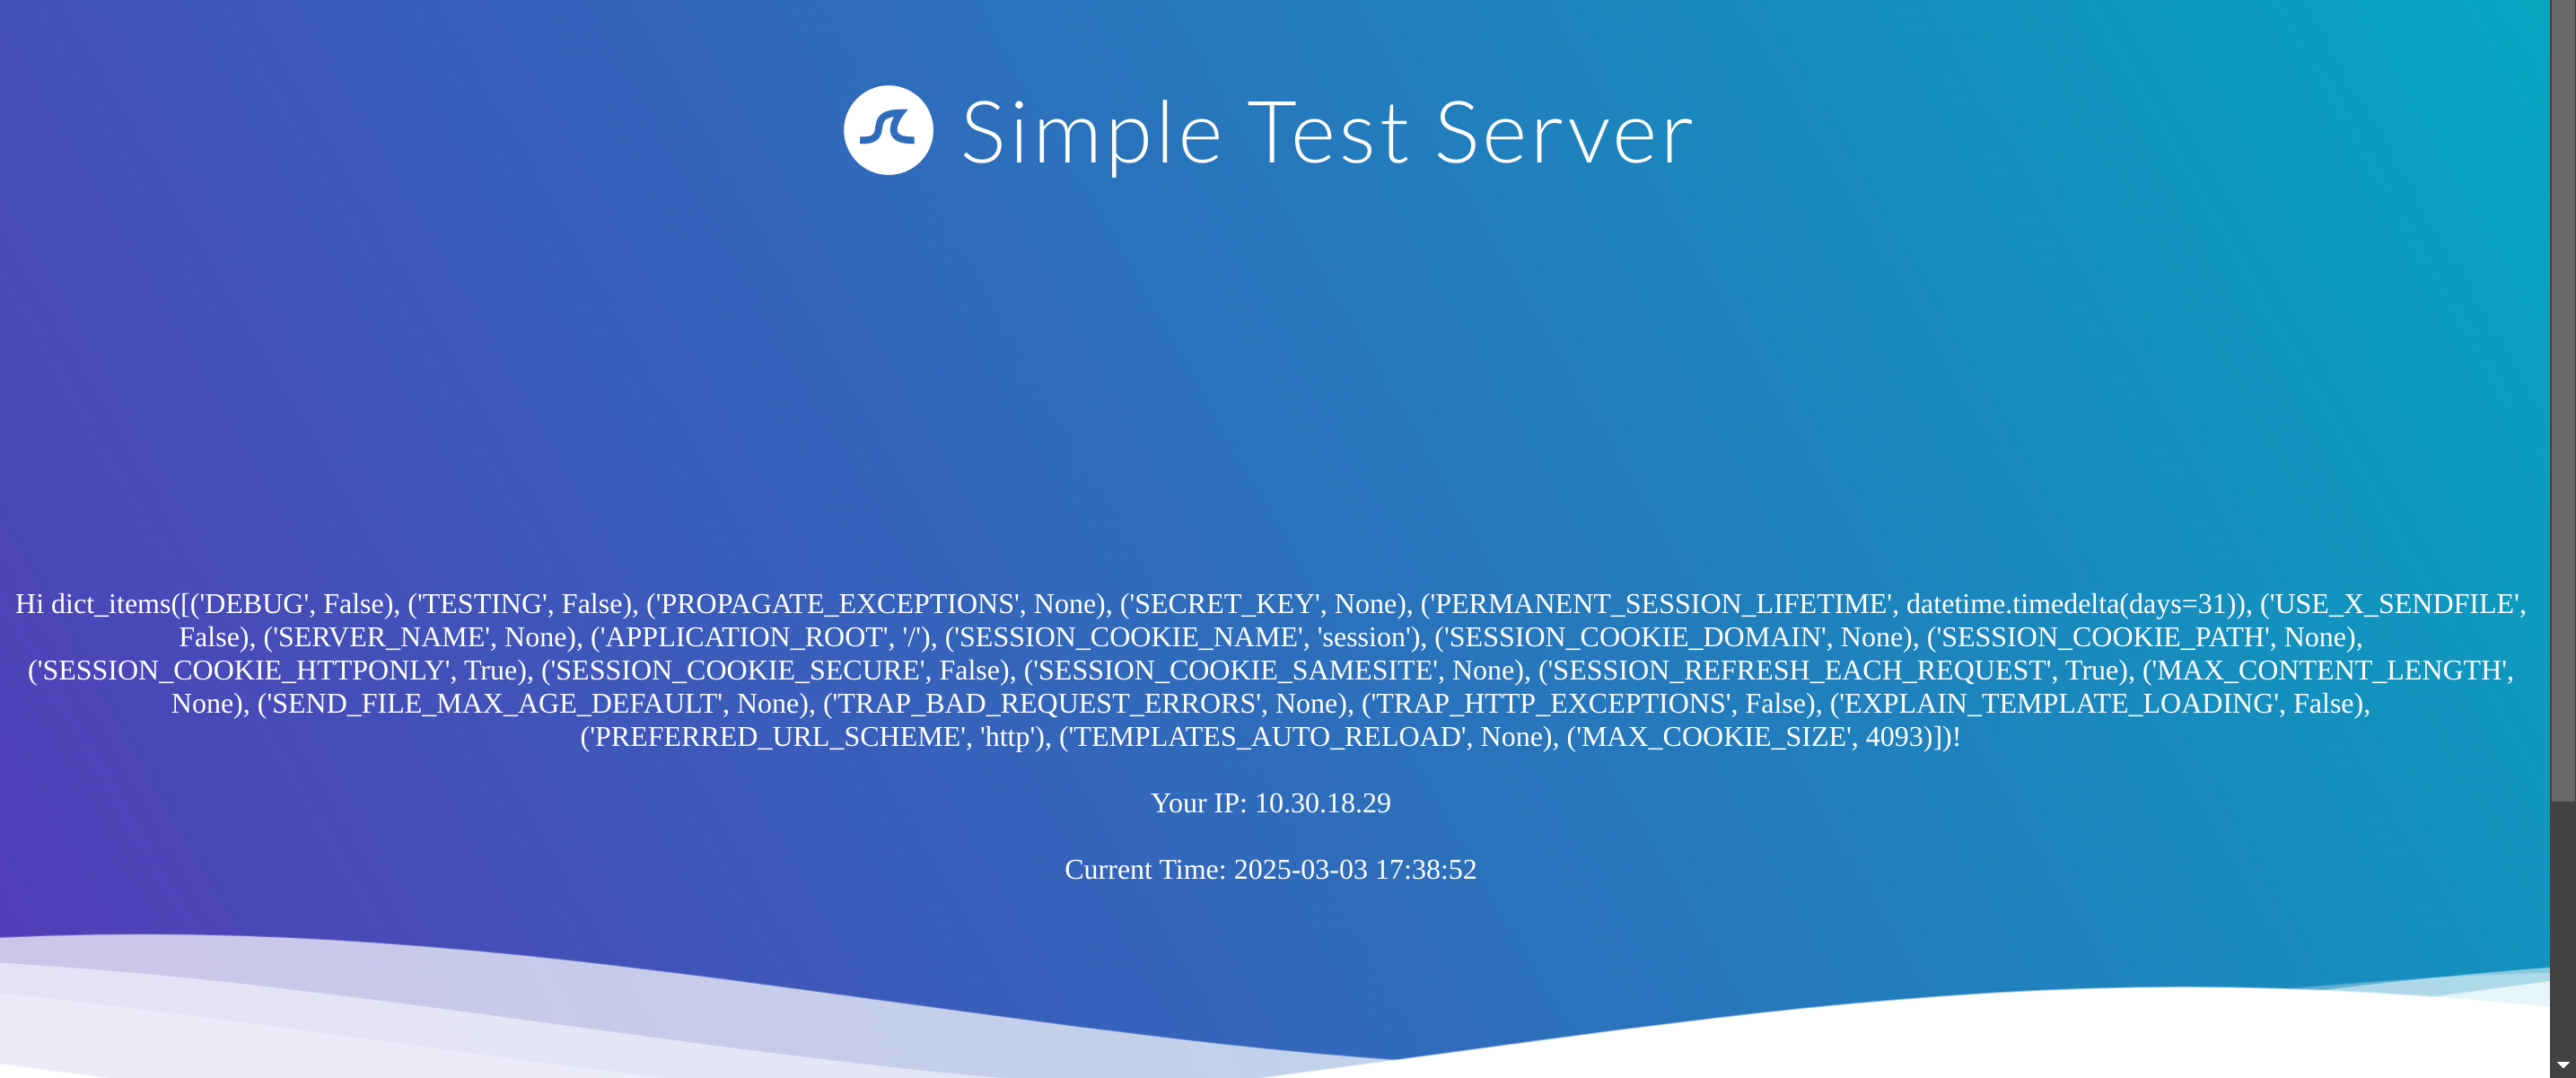 Simple Test Server
Hi dict_items([('DEBUG', False), ('TESTING', False), ('PROPAGATE_EXCEPTIONS', None), ('SECRET_KEY', None), ('PERMANENT_SESSION_LIFETIME', datetime.timedelta(days=31)), ('USE_X_SENDFILE',
False), ('SERVER_NAME', None), ('APPLICATION_ROOT', '/'), ('SESSION_COOKIE_NAME', 'session'), ('SESSION_COOKIE_DOMAIN', None), ('SESSION_COOKIE_PATH', None),
('SESSION_COOKIE_HTTPONLY', True), ('SESSION_COOKIE_SECURE', False), ('SESSION_COOKIE_SAMESITE', None), ('SESSION_REFRESH_EACH_REQUEST', True), ('MAX_CONTENT_LENGTH',
None), ('SEND_FILE_MAX_AGE_DEFAULT', None), ('TRAP_BAD_REQUEST_ERRORS', None), ('TRAP_HTTP_EXCEPTIONS', False), ('EXPLAIN_TEMPLATE_LOADING', False),
('PREFERRED_URL_SCHEME', 'http'), ('TEMPLATES_AUTO_RELOAD', None), ('MAX_COOKIE_SIZE', 4093)])!
Your IP: 10.30.18.29
Current Time: 2025-03-03 17:38:52